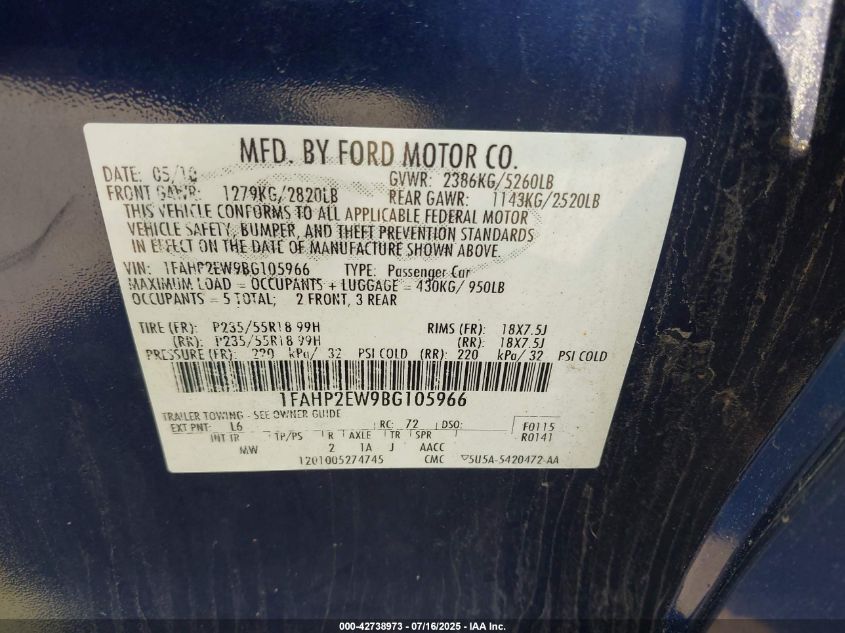 MFD. BY FORD MOTOR CO.
DATE: 05/10 GVWR: 2386KG/5260LB
FRONT GAWR: 1279KG/2820LB REAR GAWR: 1143KG/2520LB
THIS VEHICLE CONFORMS TO ALL APPLICABLE FEDERAL MOTOR
VEHICLE SAFETY, BUMPER, AND THEFT PREVENTION STANDARDS
IN EFFECT ON THE DATE OF MANUFACTURE SHOWN ABOVE.
VIN: 1FAHP2EW9BG105966 TYPE: Passenger Car
MAXIMUM LOAD = OCCUPANTS + LUGGAGE = 430KG/ 950LB
OCCUPANTS = 5 TOTAL; 2 FRONT, 3 REAR
TIRE (FR): P235/55R18 99H RIMS (FR): 18X7.5J
(RR): P235/55R18 99H (RR): 18X7.5J
PRESSURE (FR): 220 kPa/ 32 PSI COLD (RR): 220 kPa/ 32 PSI COLD
1FAHP2EW9BG105966
TRAILER TOWING - SEE OWNER GUIDE
EXT PNT: L6 RC: 72 DSO: F0115
INT TR TP/PS R AXLE TR SPR R0141
MW 2 1A J AACC
1201005274745 CMC ▽5U5A-5420472-AA
000-42738973 - 07/16/2025 - IAA Inc.